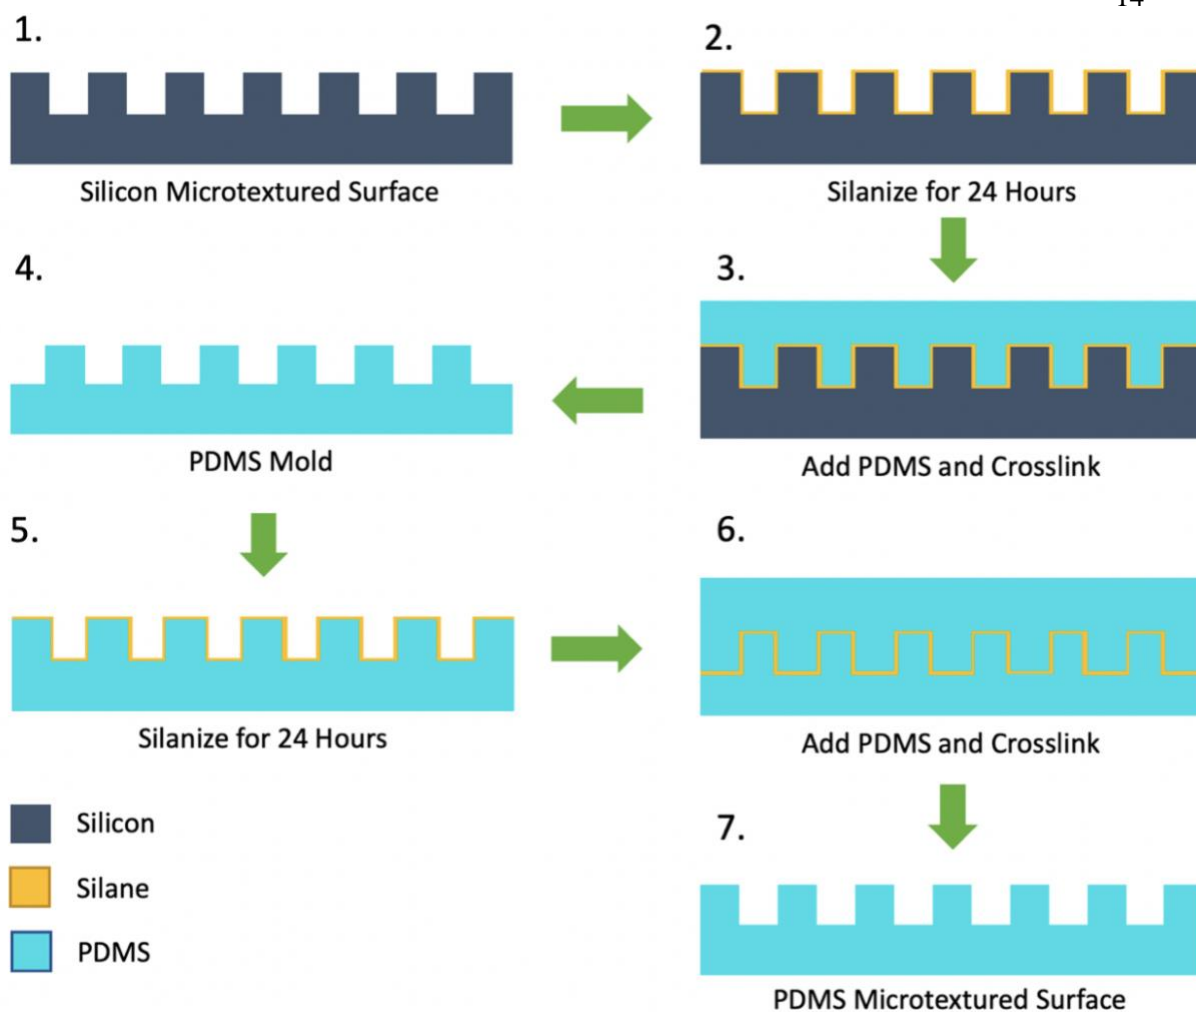 14
1.
2.
Silicon Microtextured Surface
Silanize for 24 Hours
4.
3.
PDMS Mold
Add PDMS and Crosslink
5.
6.
Silanize for 24 Hours
Add PDMS and Crosslink
Silicon
7.
Silane
PDMS
PDMS Microtextured Surface